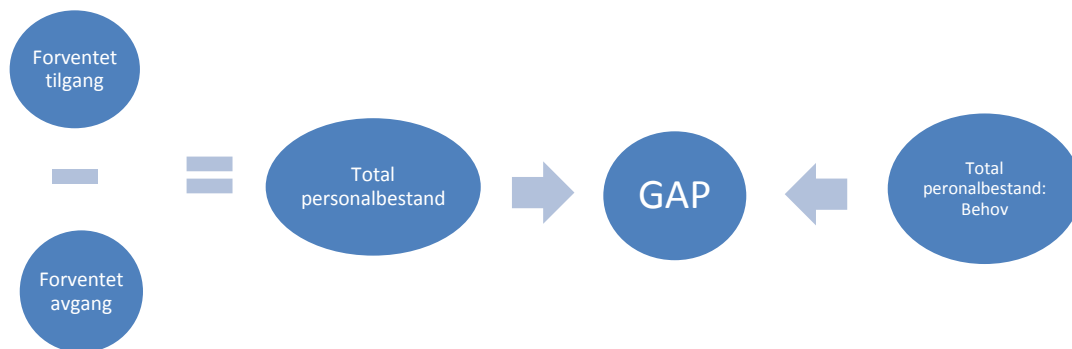 Forventet
tilgang
Forventet
avgang
Total
personalbestand
GAP
Total
peronalbestand:
Behov